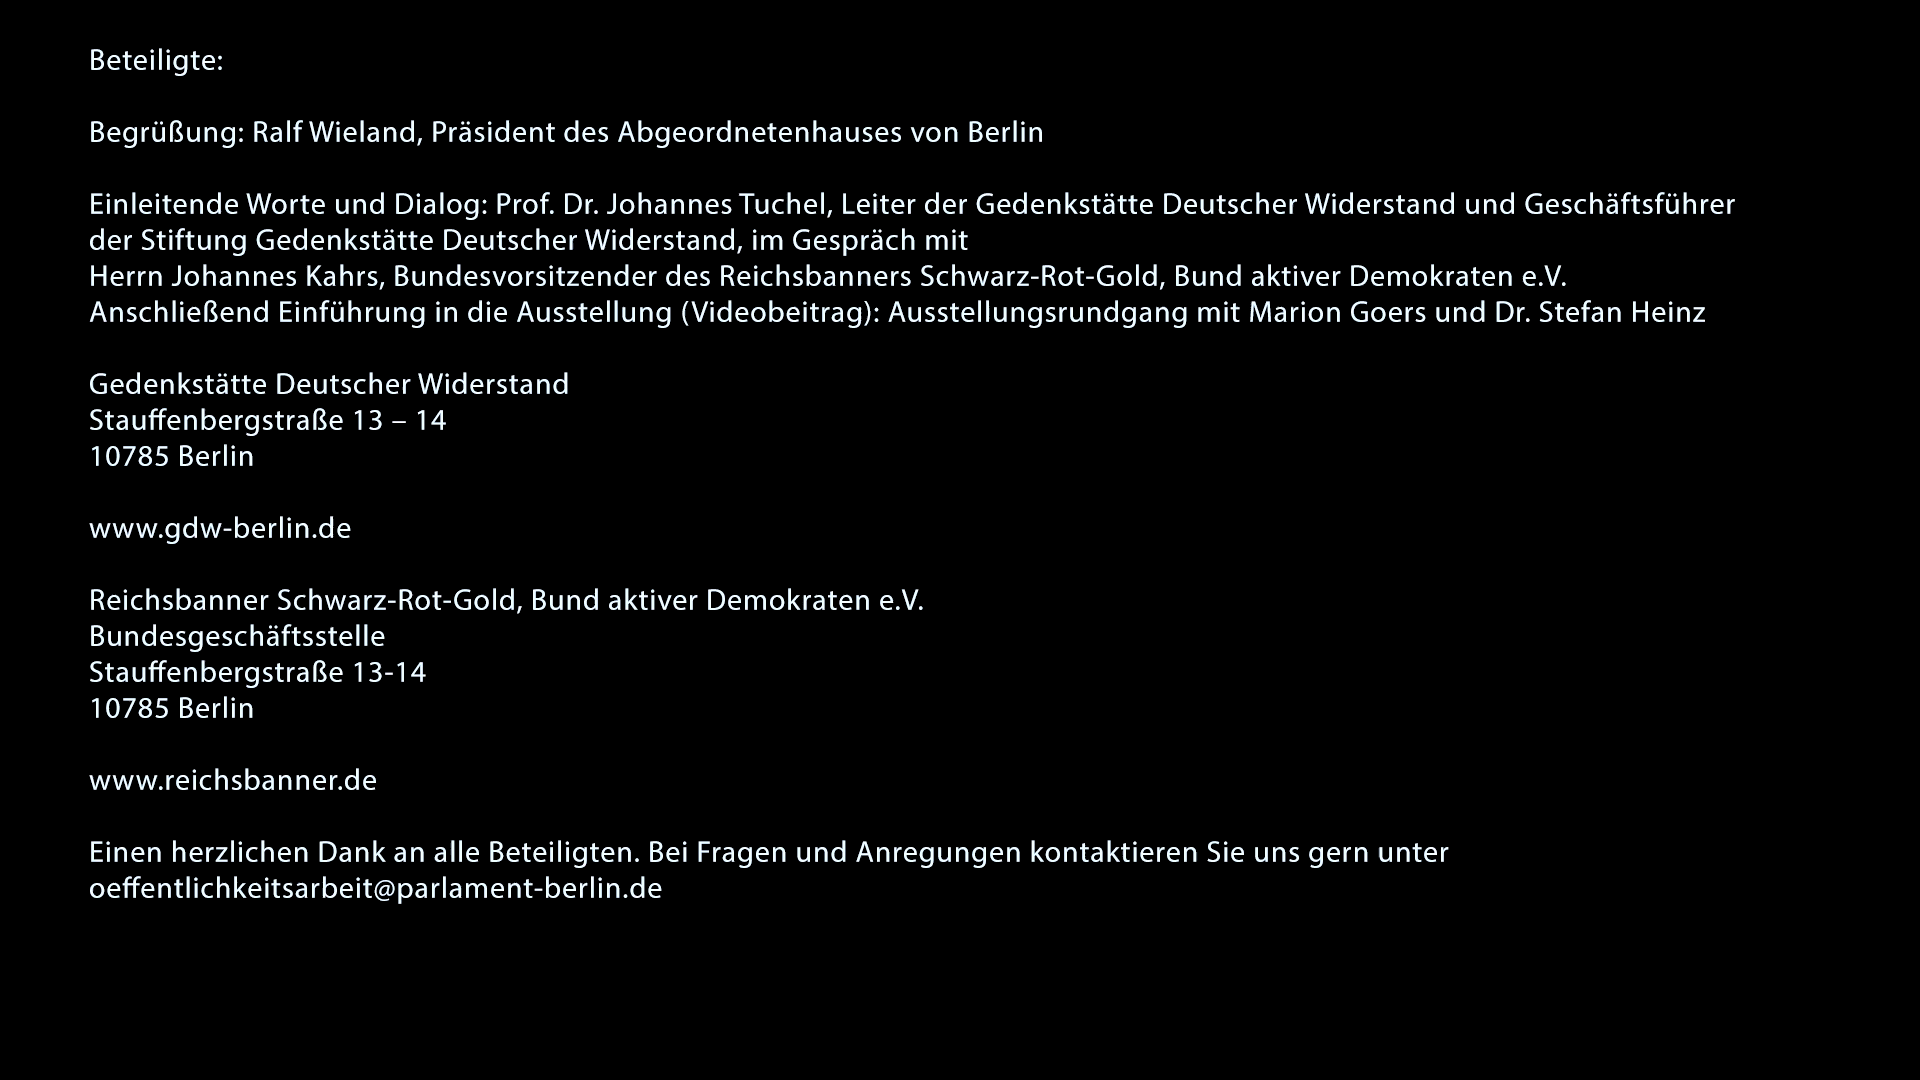 Beteiligte:
Begrüßung: Ralf Wieland, Präsident des Abgeordnetenhauses von Berlin
Einleitende Worte und Dialog: Prof. Dr. Johannes Tuchel, Leiter der Gedenkstätte Deutscher Widerstand und Geschäftsführer
der Stiftung Gedenkstätte Deutscher Widerstand, im Gespräch mit
Herrn Johannes Kahrs, Bundesvorsitzender des Reichsbanners Schwarz-Rot-Gold, Bund aktiver Demokraten e.V.
Anschließend Einführung in die Ausstellung (Videobeitrag): Ausstellungsrundgang mit Marion Goers und Dr. Stefan Heinz
Gedenkstätte Deutscher Widerstand
Stauffenbergstraße 13 – 14
10785 Berlin
www.gdw-berlin.de
Reichsbanner Schwarz-Rot-Gold, Bund aktiver Demokraten e.V.
Bundesgeschäftsstelle
Stauffenbergstraße 13-14
10785 Berlin
www.reichsbanner.de
Einen herzlichen Dank an alle Beteiligten. Bei Fragen und Anregungen kontaktieren Sie uns gern unter
oeffentlichkeitsarbeit@parlament-berlin.de